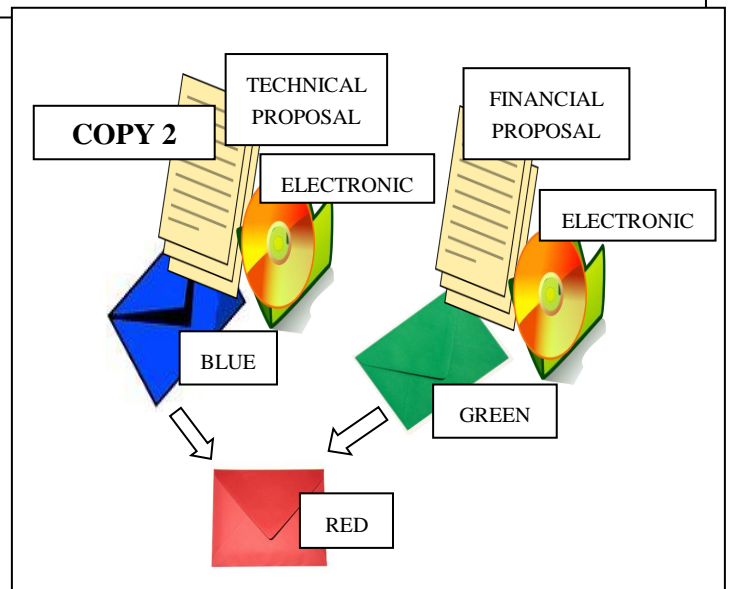 TECHNICAL
PROPOSAL
FINANCIAL
PROPOSAL
COPY 2
ELECTRONIC
ELECTRONIC
BLUE
GREEN
RED